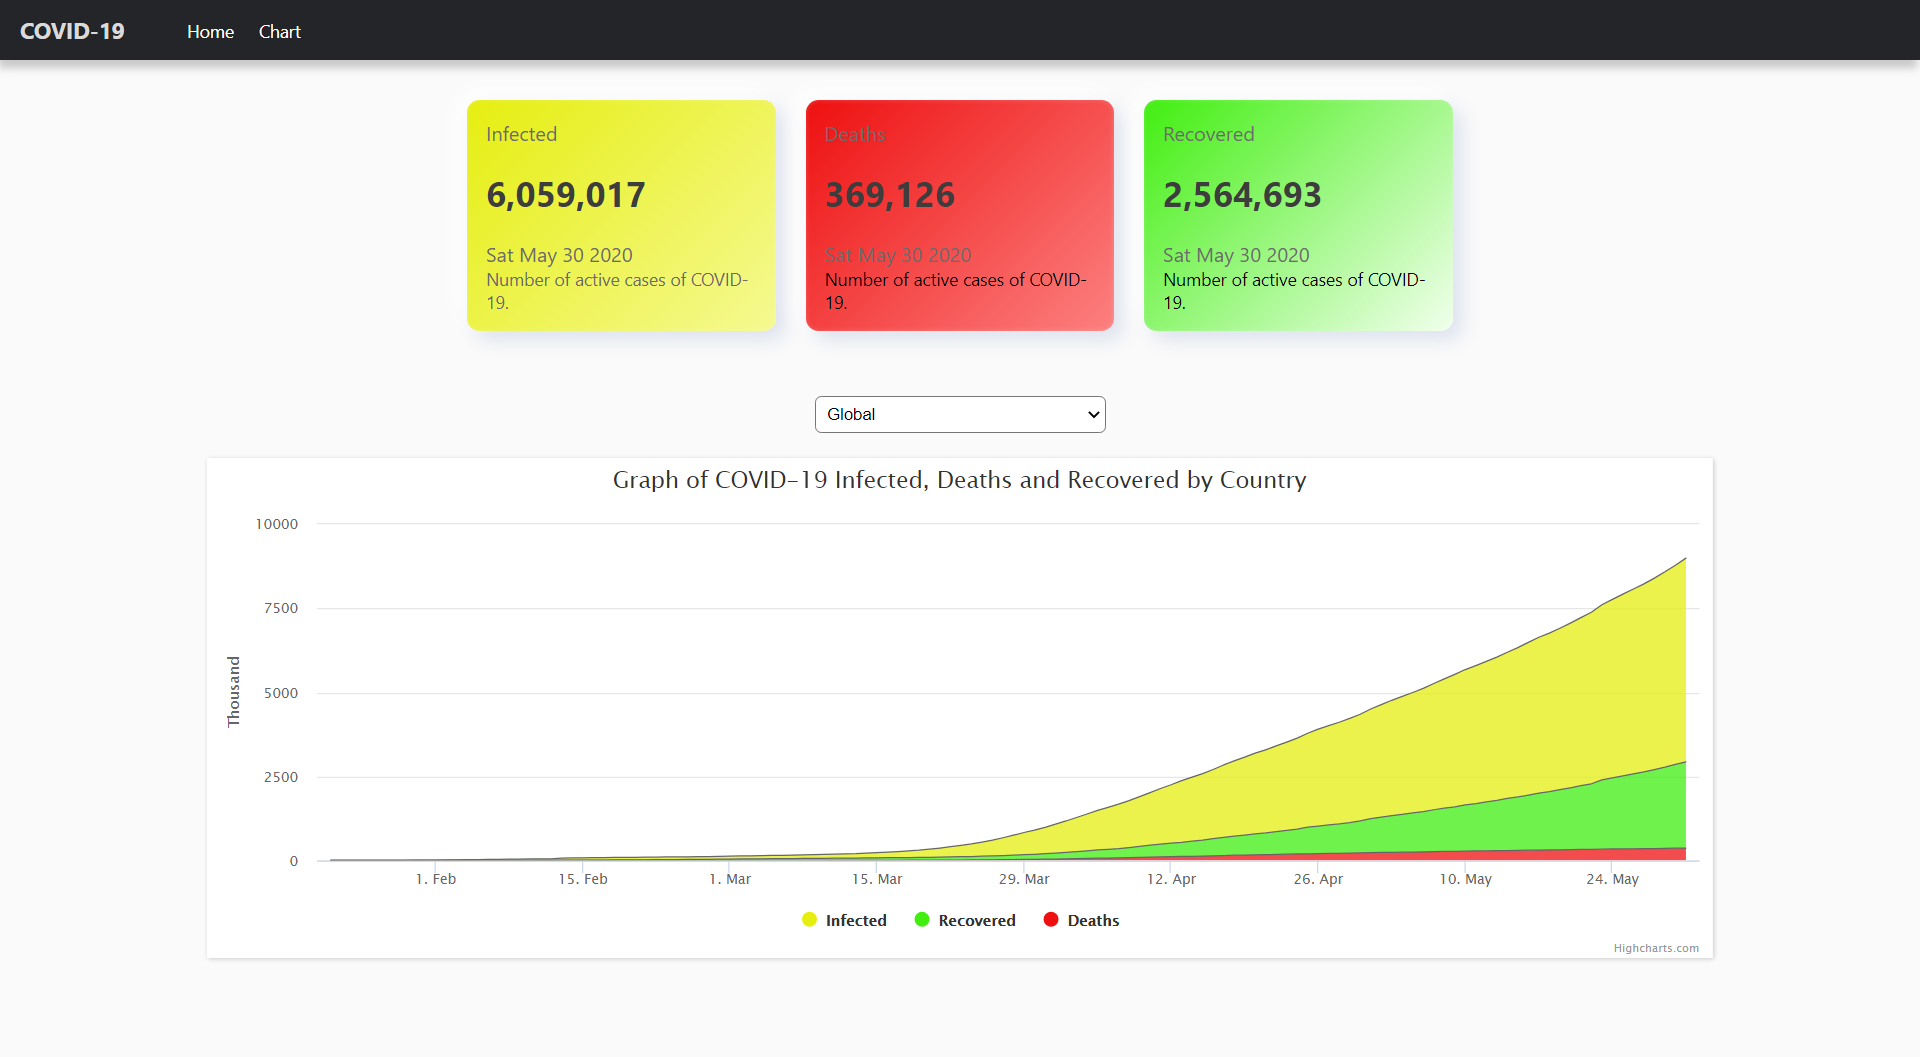 COVID-19 Home Chart
Infected
6,059,017
Sat May 30 2020
Number of active cases of COVID-
19.
Deaths
369,126
Sat May 30 2020
Number of active cases of COVID-
19.
Recovered
2,564,693
Sat May 30 2020
Number of active cases of COVID-
19.
Global
Graph of COVID-19 Infected, Deaths and Recovered by Country
Thousand
10000
7500
5000
2500
0
1. Feb 15. Feb 1. Mar 15. Mar 29. Mar 12. Apr 26. Apr 10. May 24. May
Infected Recovered Deaths
Highcharts.com